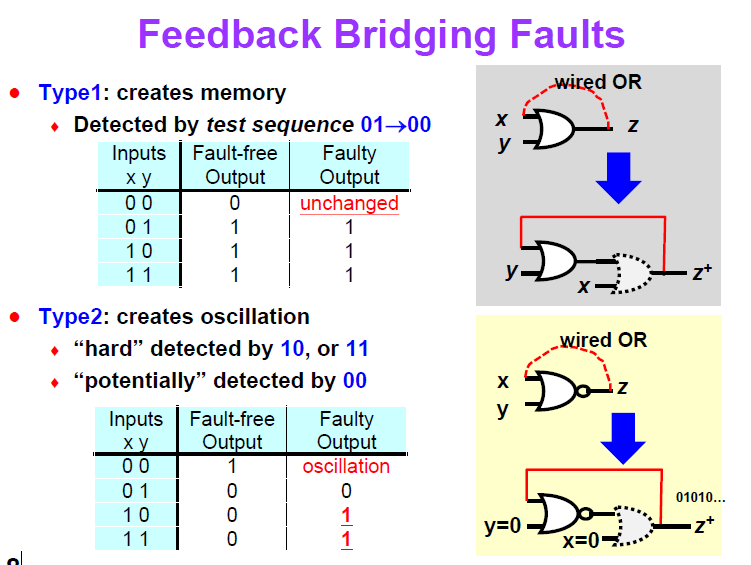 Feedback Bridging Faults
Type1: creates memory
Detected by test sequence 01→00
Inputs Fault-free Faulty
x y Output Output
0 0 0 unchanged
0 1 1 1
1 0 1 1
1 1 1 1
wired OR
x
y
z
y
x
z+
Type2: creates oscillation
"hard" detected by 10, or 11
"potentially" detected by 00
Inputs Fault-free Faulty
x y Output Output
0 0 1 oscillation
0 1 0 0
1 0 0 1
1 1 0 1
wired OR
x
y
z
01010...
y=0
x=0
z+